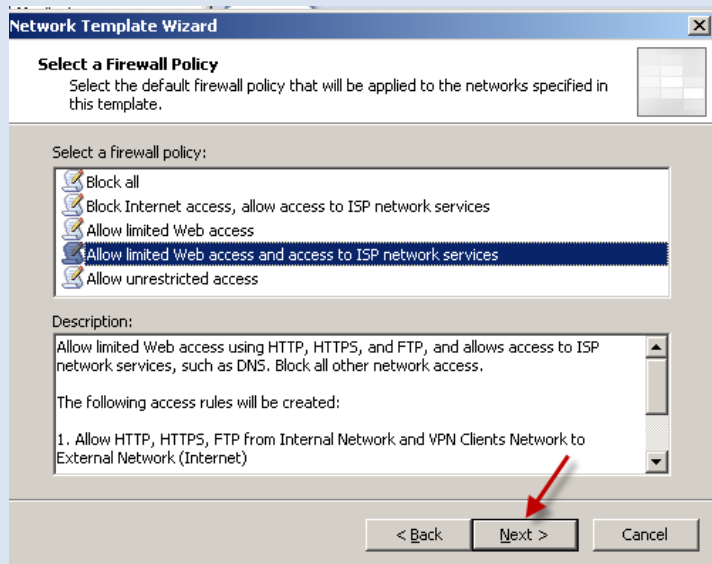 Network Template Wizard
Select a Firewall Policy
Select the default firewall policy that will be applied to the networks specified in
this template.
Select a firewall policy:
Block all
Block Internet access, allow access to ISP network services
Allow limited Web access
Allow limited Web access and access to ISP network services
Allow unrestricted access
Description:
Allow limited Web access using HTTP, HTTPS, and FTP, and allows access to ISP
network services, such as DNS. Block all other network access.
The following access rules will be created:
1. Allow HTTP, HTTPS, FTP from Internal Network and VPN Clients Network to
External Network (Internet)
< Back
Next >
Cancel